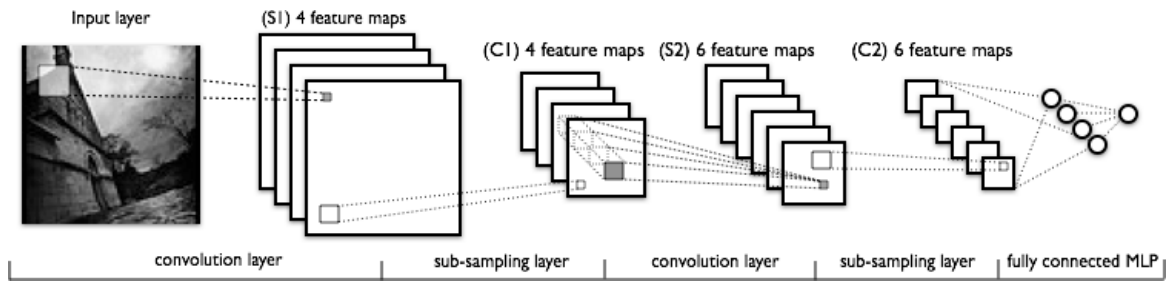 Input layer
(S1) 4 feature maps
(C1) 4 feature maps
(S2) 6 feature maps
(C2) 6 feature maps
convolution layer
sub-sampling layer
convolution layer
sub-sampling layer
fully connected MLP